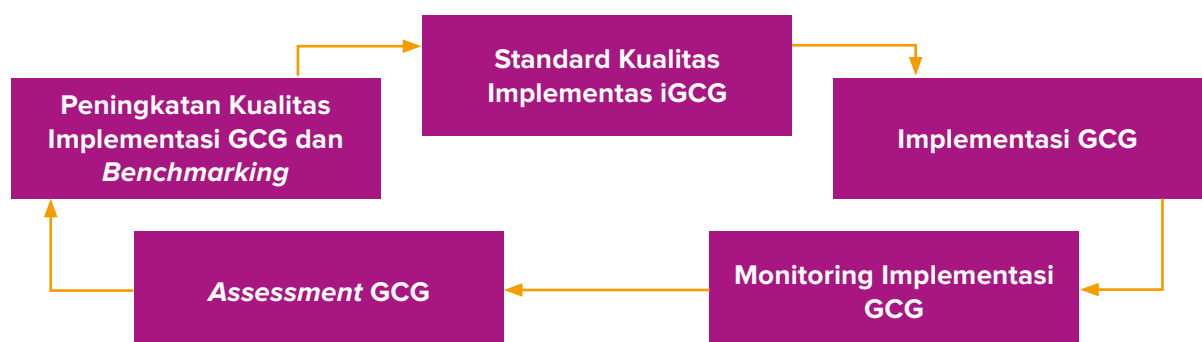 Standard Kualitas
Implementas iGCG
Peningkatan Kualitas
Implementasi GCG dan
Benchmarking
Implementasi GCG
Assessment GCG
Monitoring Implementasi
GCG